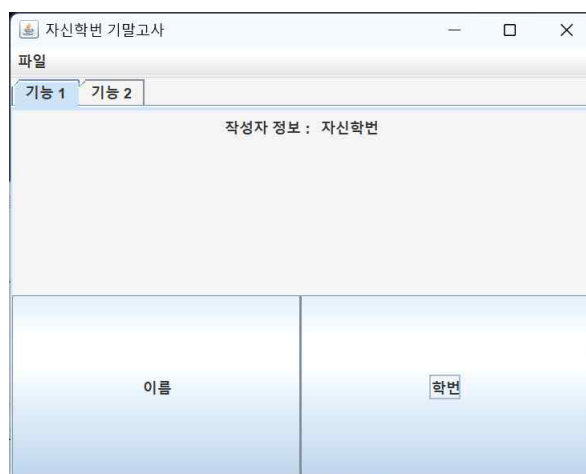 자신학번 기말고사
파일
기능 1 기능 2
작성자 정보 : 자신학번
이름 학번